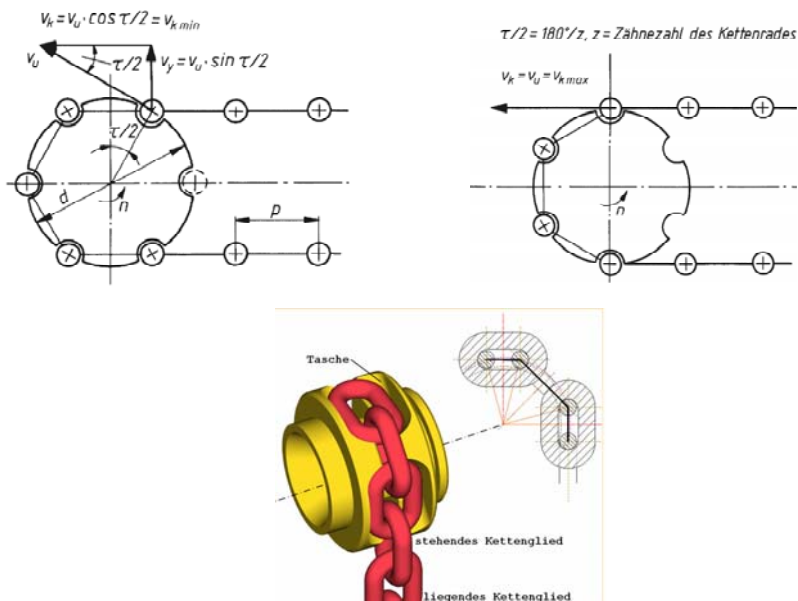 v_k = v_u · cos τ/2 = v_k min
v_u
τ/2
v_y = v_u · sin τ/2
τ/2
d
n
p
τ/2 = 180°/z, z = Zähnezahl des Kettenrades
v_k = v_u = v_k max
n
Tasche
stehendes Kettenglied
liegendes Kettenglied